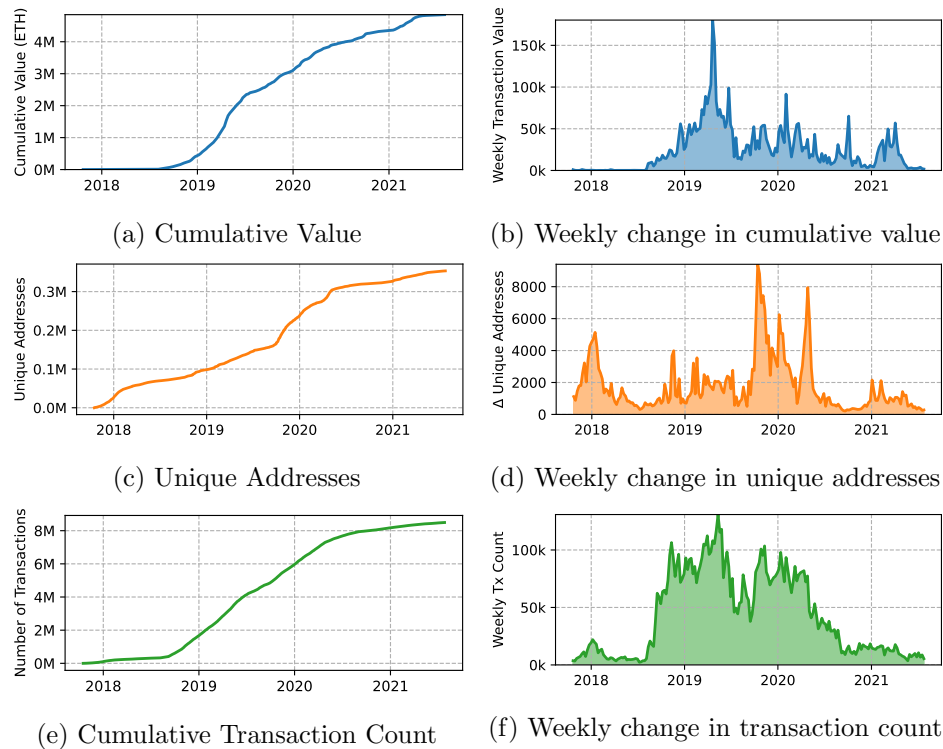 Cumulative Value (ETH)
4M
3M
2M
1M
0M
2018 2019 2020 2021
(a) Cumulative Value
Weekly Transaction Value
150k
100k
50k
0k
2018 2019 2020 2021
(b) Weekly change in cumulative value
Unique Addresses
0.3M
0.2M
0.1M
0.0M
2018 2019 2020 2021
(c) Unique Addresses
Δ Unique Addresses
8000
6000
4000
2000
0
2018 2019 2020 2021
(d) Weekly change in unique addresses
Number of Transactions
8M
6M
4M
2M
0M
2018 2019 2020 2021
(e) Cumulative Transaction Count
Weekly Tx Count
100k
50k
0k
2018 2019 2020 2021
(f) Weekly change in transaction count